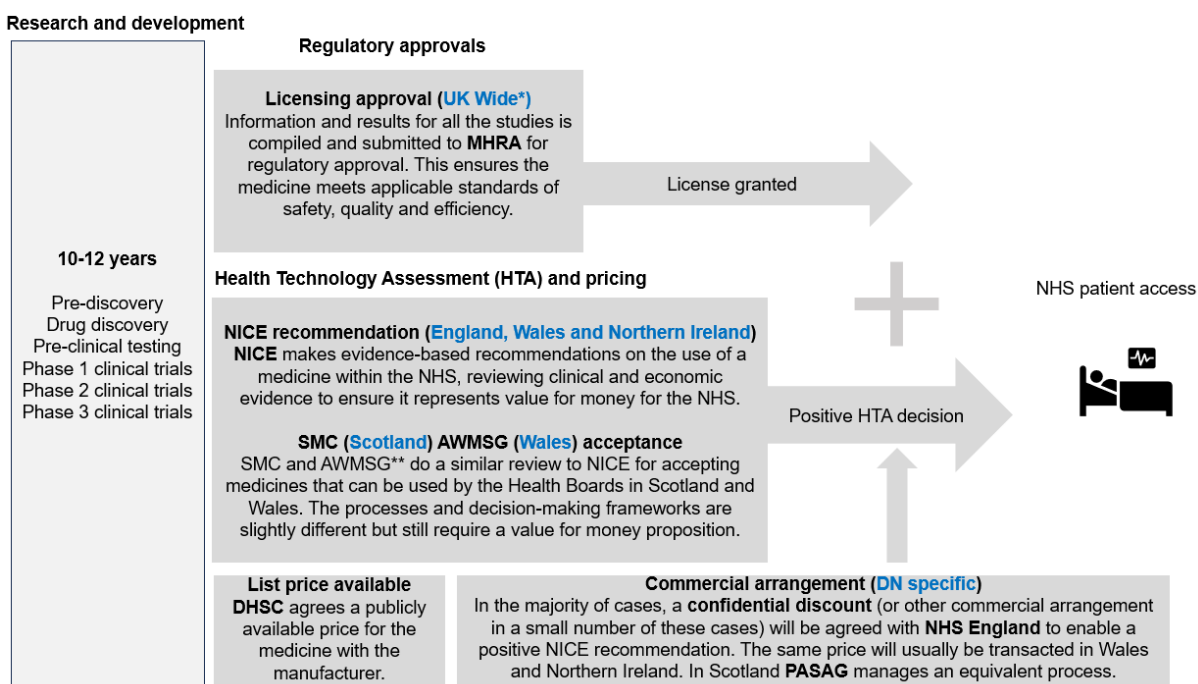 Research and development
10-12 years
Pre-discovery
Drug discovery
Pre-clinical testing
Phase 1 clinical trials
Phase 2 clinical trials
Phase 3 clinical trials
Regulatory approvals
Licensing approval (UK Wide*)
Information and results for all the studies is
compiled and submitted to MHRA for
regulatory approval. This ensures the
medicine meets applicable standards of
safety, quality and efficiency.
License granted
Health Technology Assessment (HTA) and pricing
NICE recommendation (England, Wales and Northern Ireland)
NICE makes evidence-based recommendations on the use of a
medicine within the NHS, reviewing clinical and economic
evidence to ensure it represents value for money for the NHS.
SMC (Scotland) AWMSG (Wales) acceptance
SMC and AWMSG** do a similar review to NICE for accepting
medicines that can be used by the Health Boards in Scotland and
Wales. The processes and decision-making frameworks are
slightly different but still require a value for money proposition.
Positive HTA decision
NHS patient access
List price available
DHSC agrees a publicly
available price for the
medicine with the
manufacturer.
Commercial arrangement (DN specific)
In the majority of cases, a confidential discount (or other commercial arrangement
in a small number of these cases) will be agreed with NHS England to enable a
positive NICE recommendation. The same price will usually be transacted in Wales
and Northern Ireland. In Scotland PASAG manages an equivalent process.